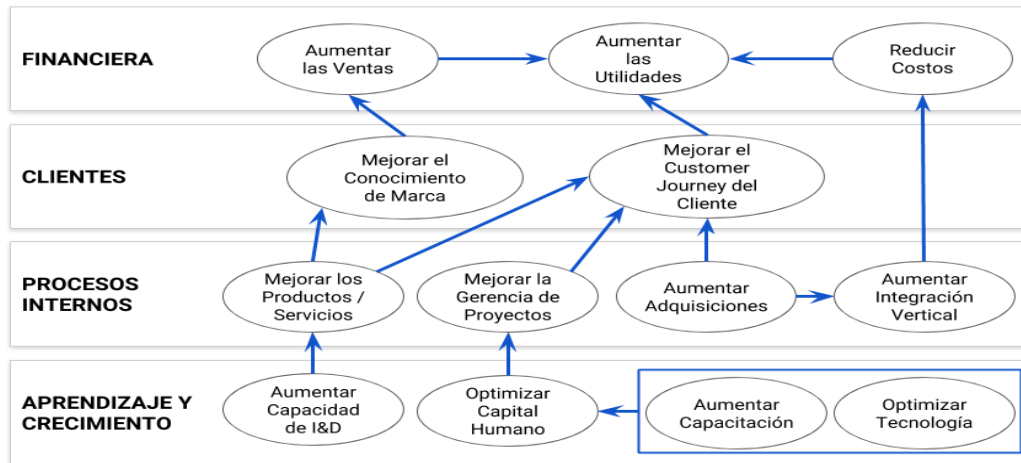 FINANCIERA
Aumentar
las Ventas
Aumentar
las
Utilidades
Reducir
Costos
CLIENTES
Mejorar el
Conocimiento
de Marca
Mejorar el
Customer
Journey del
Cliente
PROCESOS
INTERNOS
Mejorar los
Productos /
Servicios
Mejorar la
Gerencia de
Proyectos
Aumentar
Adquisiciones
Aumentar
Integración
Vertical
APRENDIZAJE Y
CRECIMIENTO
Aumentar
Capacidad
de I&D
Optimizar
Capital
Humano
Aumentar
Capacitación
Optimizar
Tecnología